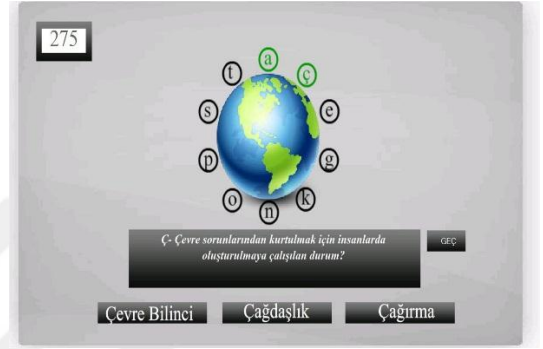 275
a
ç
e
g
k
n
o
p
s
t
Ç- Çevre sorunlarından kurtulmak için insanlarda
oluşturulmaya çalışılan durum?
GEÇ
Çevre Bilinci
Çağdaşlık
Çağırma